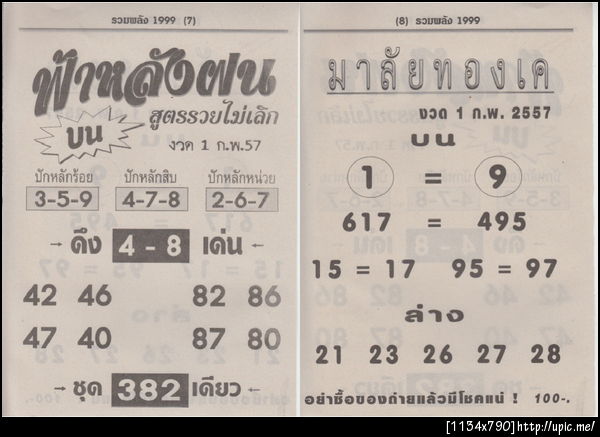 รวมพลัง 1999 (7)
ฟ้าหลังฝน
สูตรรวยไม่เลิก
บน
งวด 1 ก.พ.57
ปักหลักร้อย ปักหลักสิบ ปักหลักหน่วย
3-5-9 4-7-8 2-6-7
ดึง 4-8 เด่น
42 46 82 86
47 40 87 80
ชุด 382 เดียว
(8) รวมพลัง 1999
มาลัยทองเค
งวด 1 ก.พ. 2557
บน
1 = 9
617 = 495
15 = 17 95 = 97
ล่าง
21 23 26 27 28
อย่าซื้อของถ่ายแล้วมีโชคแน่ ! 100-.
[1154x790]http://upic.me/